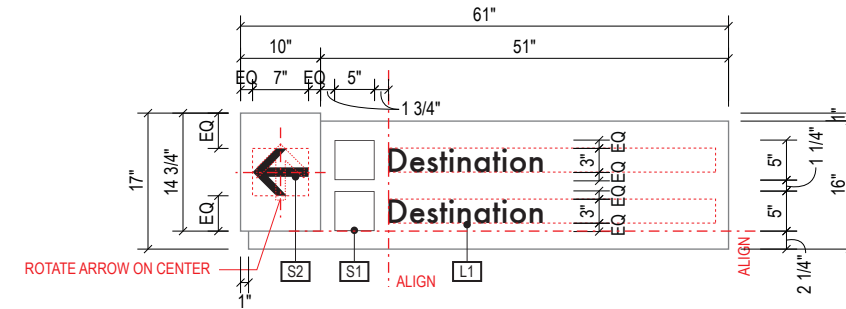 61"
10" 51"
EQ 7" EQ 5"
1 3/4"
1"
EQ EQ
1 1/4"
17" 14 3/4" Destination 3" 5" 16"
EQ
EQ
EQ Destination 3" 5"
EQ
ROTATE ARROW ON CENTER S2 S1 L1
ALIGN ALIGN 2 1/4"
1"